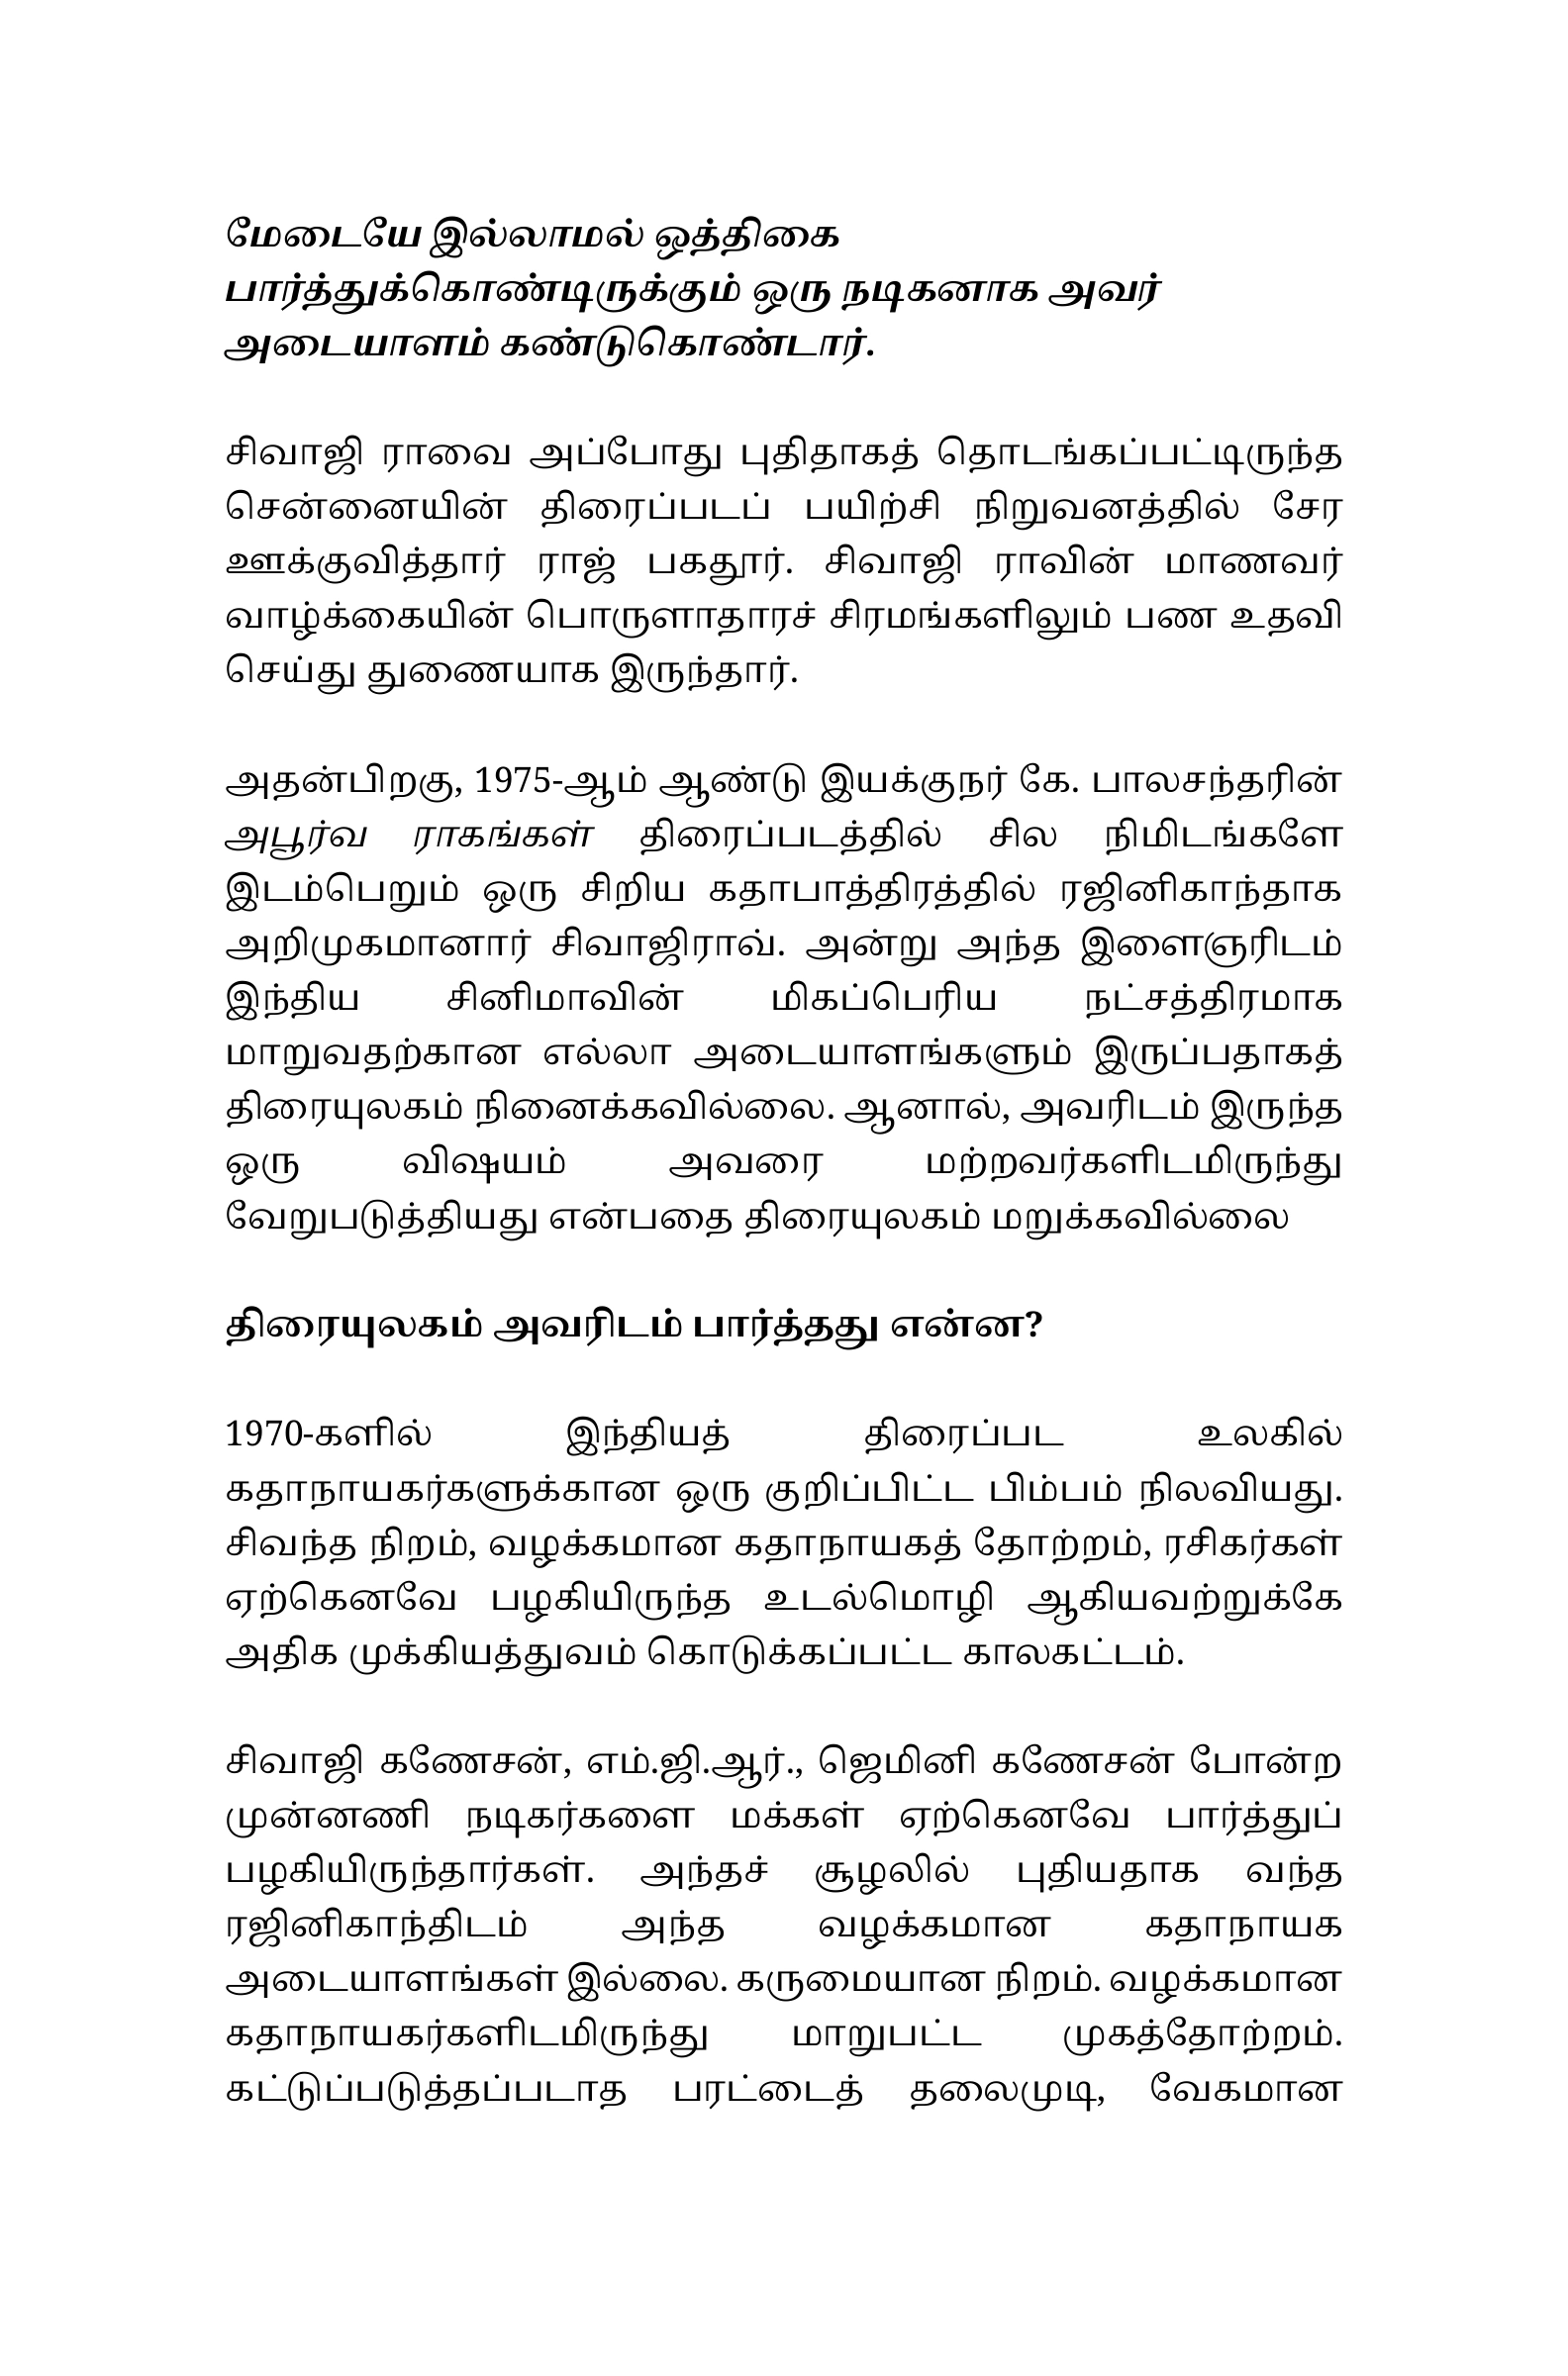 மேடையே இல்லாமல் ஒத்திகை
பார்த்துக்கொண்டிருக்கும் ஒரு நடிகனாக அவர்
அடையாளம் கண்டுகொண்டார்.
சிவாஜி ராவை அப்போது புதிதாகத் தொடங்கப்பட்டிருந்த
சென்னையின் திரைப்படப் பயிற்சி நிறுவனத்தில் சேர
ஊக்குவித்தார் ராஜ் பகதூர். சிவாஜி ராவின் மாணவர்
வாழ்க்கையின் பொருளாதாரச் சிரமங்களிலும் பண உதவி
செய்து துணையாக இருந்தார்.
அதன்பிறகு, 1975-ஆம் ஆண்டு இயக்குநர் கே. பாலசந்தரின்
அபூர்வ ராகங்கள் திரைப்படத்தில் சில நிமிடங்களே
இடம்பெறும் ஒரு சிறிய கதாபாத்திரத்தில் ரஜினிகாந்தாக
அறிமுகமானார் சிவாஜிராவ். அன்று அந்த இளைஞரிடம்
இந்திய சினிமாவின் மிகப்பெரிய நட்சத்திரமாக
மாறுவதற்கான எல்லா அடையாளங்களும் இருப்பதாகத்
திரையுலகம் நினைக்கவில்லை. ஆனால், அவரிடம் இருந்த
ஒரு விஷயம் அவரை மற்றவர்களிடமிருந்து
வேறுபடுத்தியது என்பதை திரையுலகம் மறுக்கவில்லை
திரையுலகம் அவரிடம் பார்த்தது என்ன?
1970-களில் இந்தியத் திரைப்பட உலகில்
கதாநாயகர்களுக்கான ஒரு குறிப்பிட்ட பிம்பம் நிலவியது.
சிவந்த நிறம், வழக்கமான கதாநாயகத் தோற்றம், ரசிகர்கள்
ஏற்கெனவே பழகியிருந்த உடல்மொழி ஆகியவற்றுக்கே
அதிக முக்கியத்துவம் கொடுக்கப்பட்ட காலகட்டம்.
சிவாஜி கணேசன், எம்.ஜி.ஆர்., ஜெமினி கணேசன் போன்ற
முன்னணி நடிகர்களை மக்கள் ஏற்கெனவே பார்த்துப்
பழகியிருந்தார்கள். அந்தச் சூழலில் புதியதாக வந்த
ரஜினிகாந்திடம் அந்த வழக்கமான கதாநாயக
அடையாளங்கள் இல்லை. கருமையான நிறம். வழக்கமான
கதாநாயகர்களிடமிருந்து மாறுபட்ட முகத்தோற்றம்.
கட்டுப்படுத்தப்படாத பரட்டைத் தலைமுடி, வேகமான